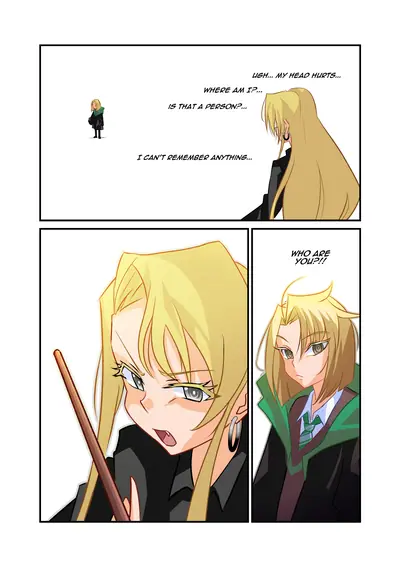 UGH... MY HEAD HURTS...
WHERE AM I?...
IS THAT A PERSON?...
I CAN'T REMEMBER ANYTHING...
WHO ARE
YOU?!!